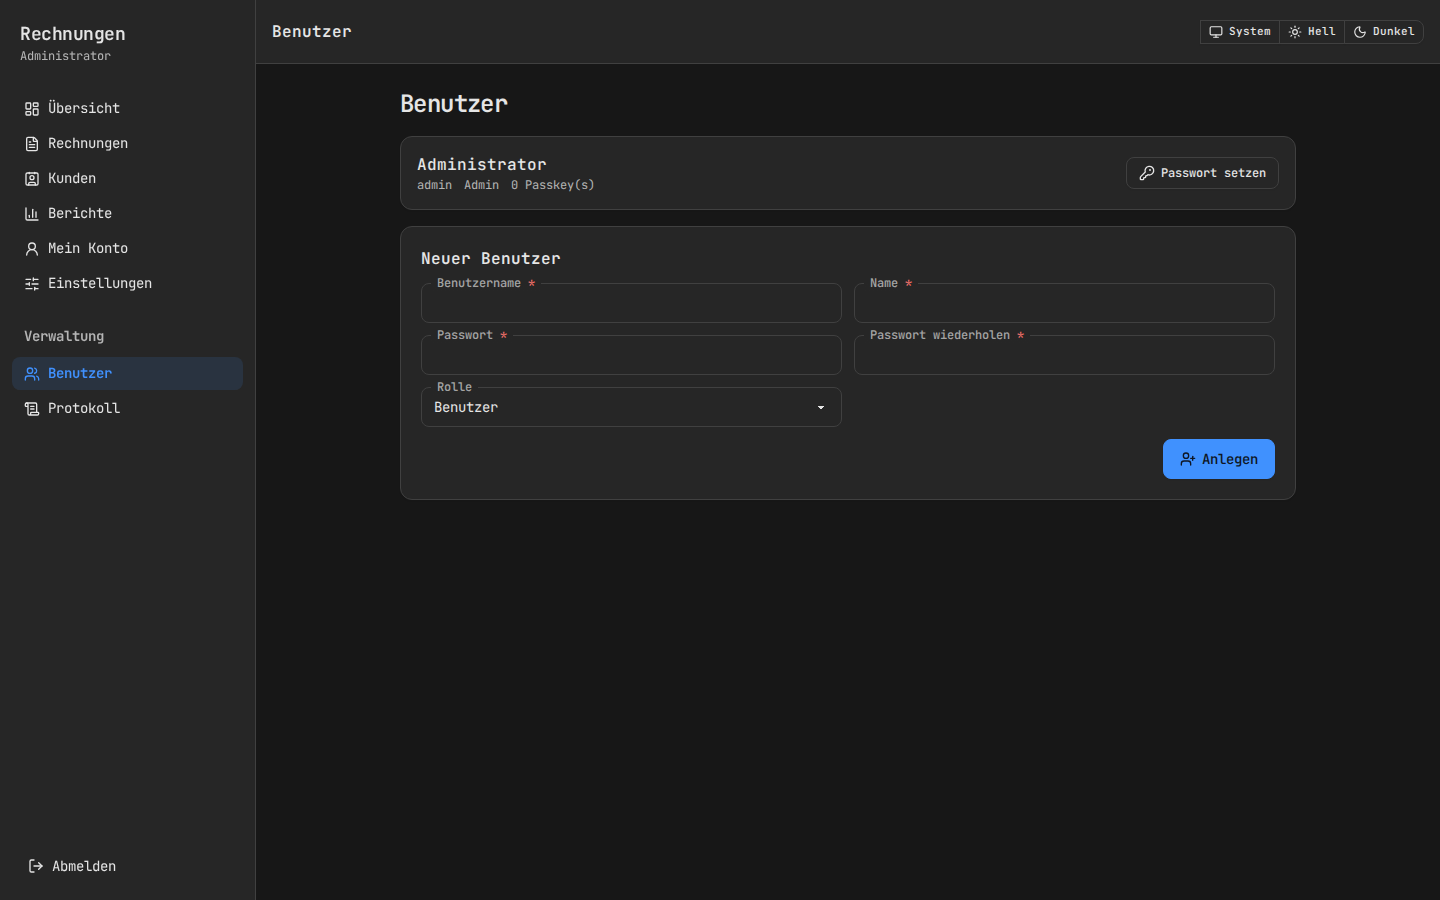 Rechnungen
Administrator
Übersicht
Rechnungen
Kunden
Berichte
Mein Konto
Einstellungen
Verwaltung
Benutzer
Protokoll
Abmelden
Benutzer
System Hell Dunkel
Benutzer
Administrator
admin Admin 0 Passkey(s)
Passwort setzen
Neuer Benutzer
Benutzername * Name *
Passwort * Passwort wiederholen *
Rolle
Benutzer
Anlegen